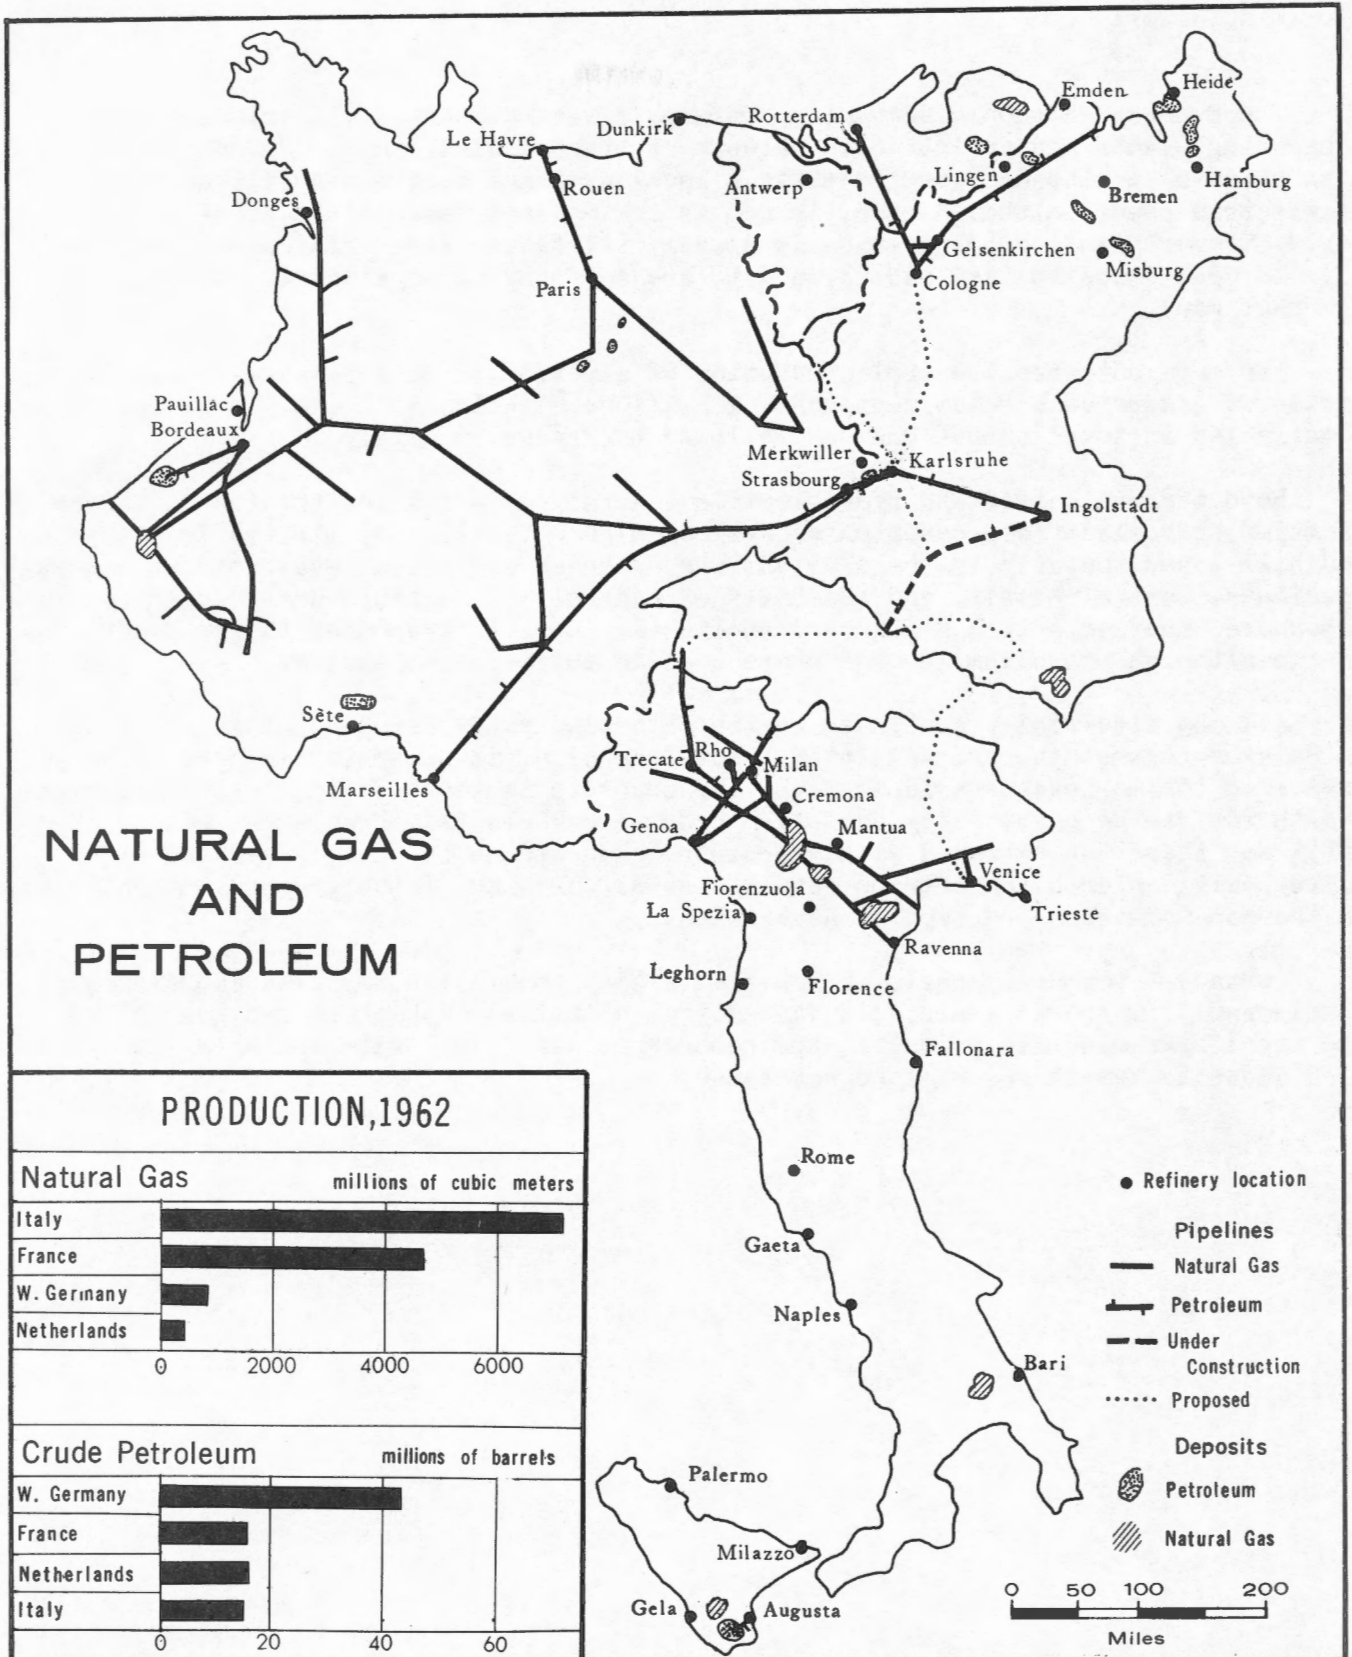 Heide
Emden
Rotterdam
Dunkirk
Le Havre
Lingen
Hamburg
Rouen
Antwerp
Bremen
Donges
Gelsenkirchen
Misburg
Cologne
Paris
Pauillac
Bordeaux
Merkwiller
Karlsruhe
Strasbourg
Ingolstadt
Sète
Trecate
Rho
Milan
Marseilles
Cremona
Genoa
Mantua
NATURAL GAS
AND
PETROLEUM
Venice
Fiorenzuola
Trieste
La Spezia
Ravenna
Leghorn
Florence
Fallonara
Rome
Gaeta
Naples
Bari
Palermo
Milazzo
Gela
Augusta
PRODUCTION,1962
Natural Gas millions of cubic meters
Italy
France
W. Germany
Netherlands
0 2000 4000 6000
Crude Petroleum millions of barrels
W. Germany
France
Netherlands
Italy
0 20 40 60
Refinery location
Pipelines
Natural Gas
Petroleum
Under
Construction
Proposed
Deposits
Petroleum
Natural Gas
0 50 100 200
Miles